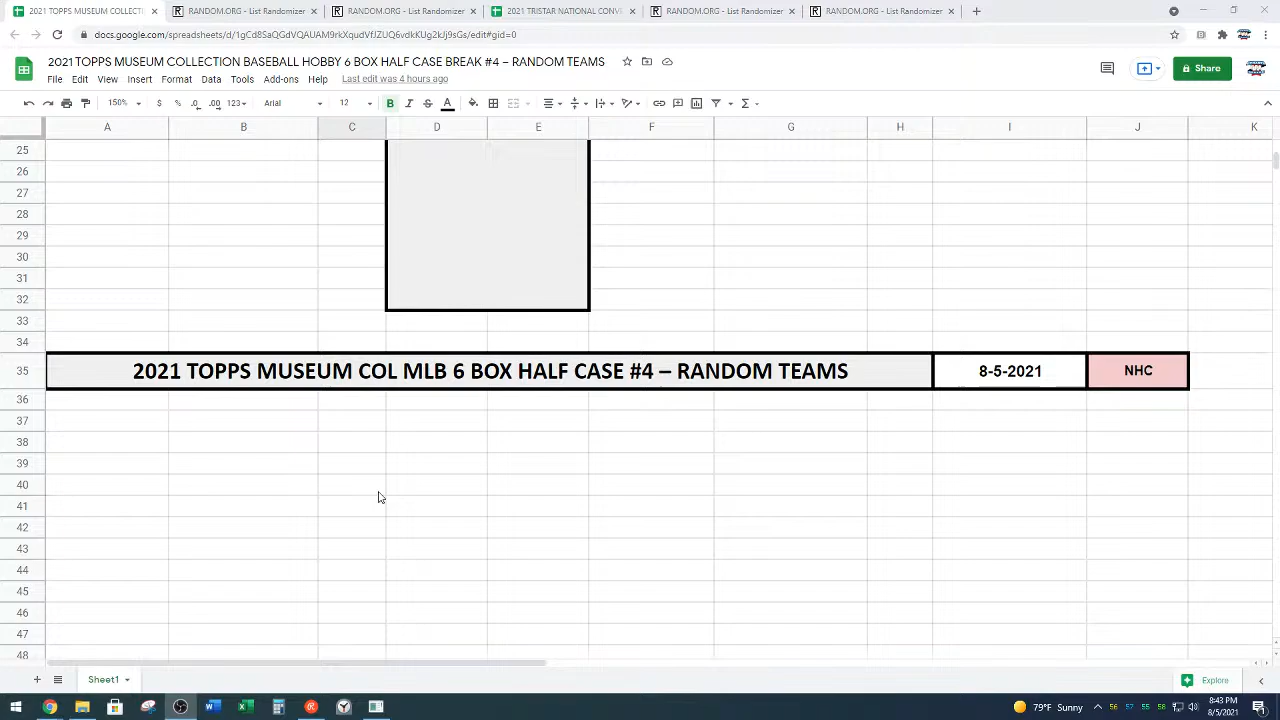 2021 TOPPS MUSEUM COLLECTI
RANDOM.ORG - List Randomizer
RANDOM.ORG - List Randomizer
2021 TRISTAR NATIONAL CONV
RANDOM.ORG - List Randomizer
RANDOM.ORG - List Randomizer
docs.google.com/spreadsheets/d/1gCd8SaQGdVQAUAM9rkXqudVfJZUQ6vdkKUg2kIj9sGs/edit#gid=0
2021 TOPPS MUSEUM COLLECTION BASEBALL HOBBY 6 BOX HALF CASE BREAK #4 – RANDOM TEAMS
File Edit View Insert Format Data Tools Add-ons Help Last edit was 4 hours ago
Share
150% $ % .0 .00 123 Arial 12 B I S A
A B C D E F G H I J K
25
26
27
28
29
30
31
32
33
34
35 2021 TOPPS MUSEUM COL MLB 6 BOX HALF CASE #4 – RANDOM TEAMS 8-5-2021 NHC
36
37
38
39
40
41
42
43
44
45
46
47
48
Sheet1
Explore
79°F Sunny 56 57 55 58 8:43 PM
8/5/2021